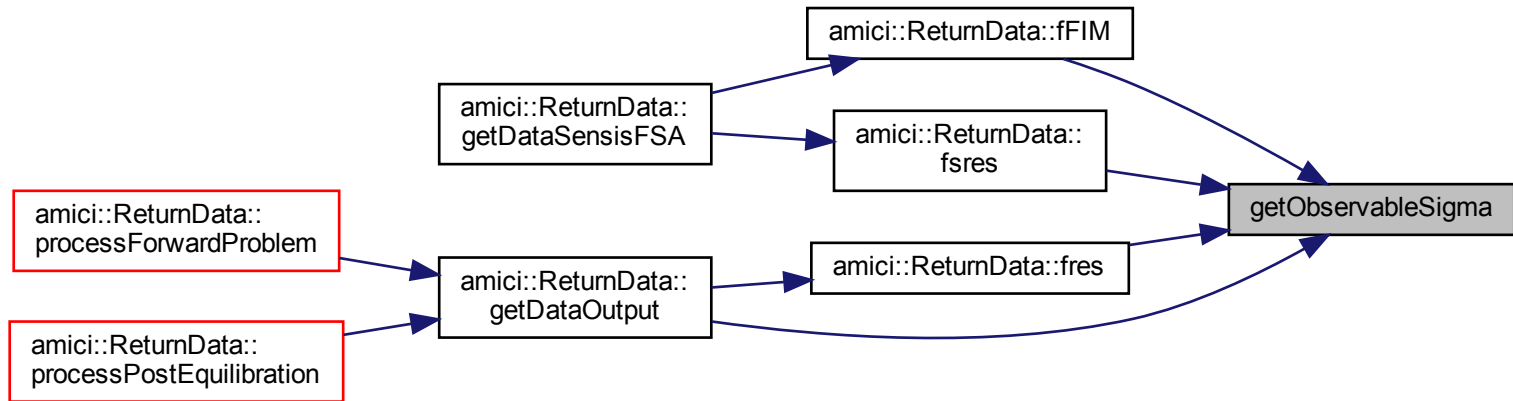 amici::ReturnData::fFIM
amici::ReturnData::
getDataSensisFSA
amici::ReturnData::
fsres
amici::ReturnData::
processForwardProblem
getObservableSigma
amici::ReturnData::fres
amici::ReturnData::
getDataOutput
amici::ReturnData::
processPostEquilibration